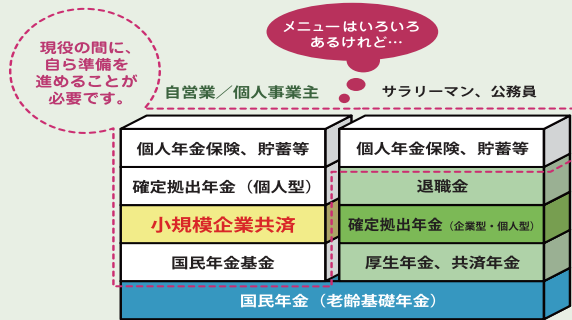 現役の間に、
自ら準備を
進めることが
必要です。
メニューはいろいろ
あるけれど…
自営業／個人事業主
サラリーマン、公務員
個人年金保険、貯蓄等
確定拠出年金（個人型）
小規模企業共済
国民年金基金
個人年金保険、貯蓄等
退職金
確定拠出年金（企業型・個人型）
厚生年金、共済年金
国民年金（老齢基礎年金）